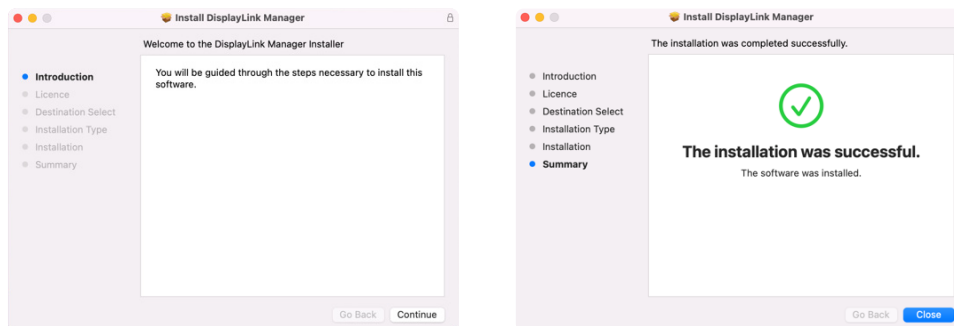 Install DisplayLink Manager
Welcome to the DisplayLink Manager Installer
Introduction
Licence
Destination Select
Installation Type
Installation
Summary
You will be guided through the steps necessary to install this
software.
Go Back
Continue
Install DisplayLink Manager
The installation was completed successfully.
Introduction
Licence
Destination Select
Installation Type
Installation
Summary
The installation was successful.
The software was installed.
Go Back
Close